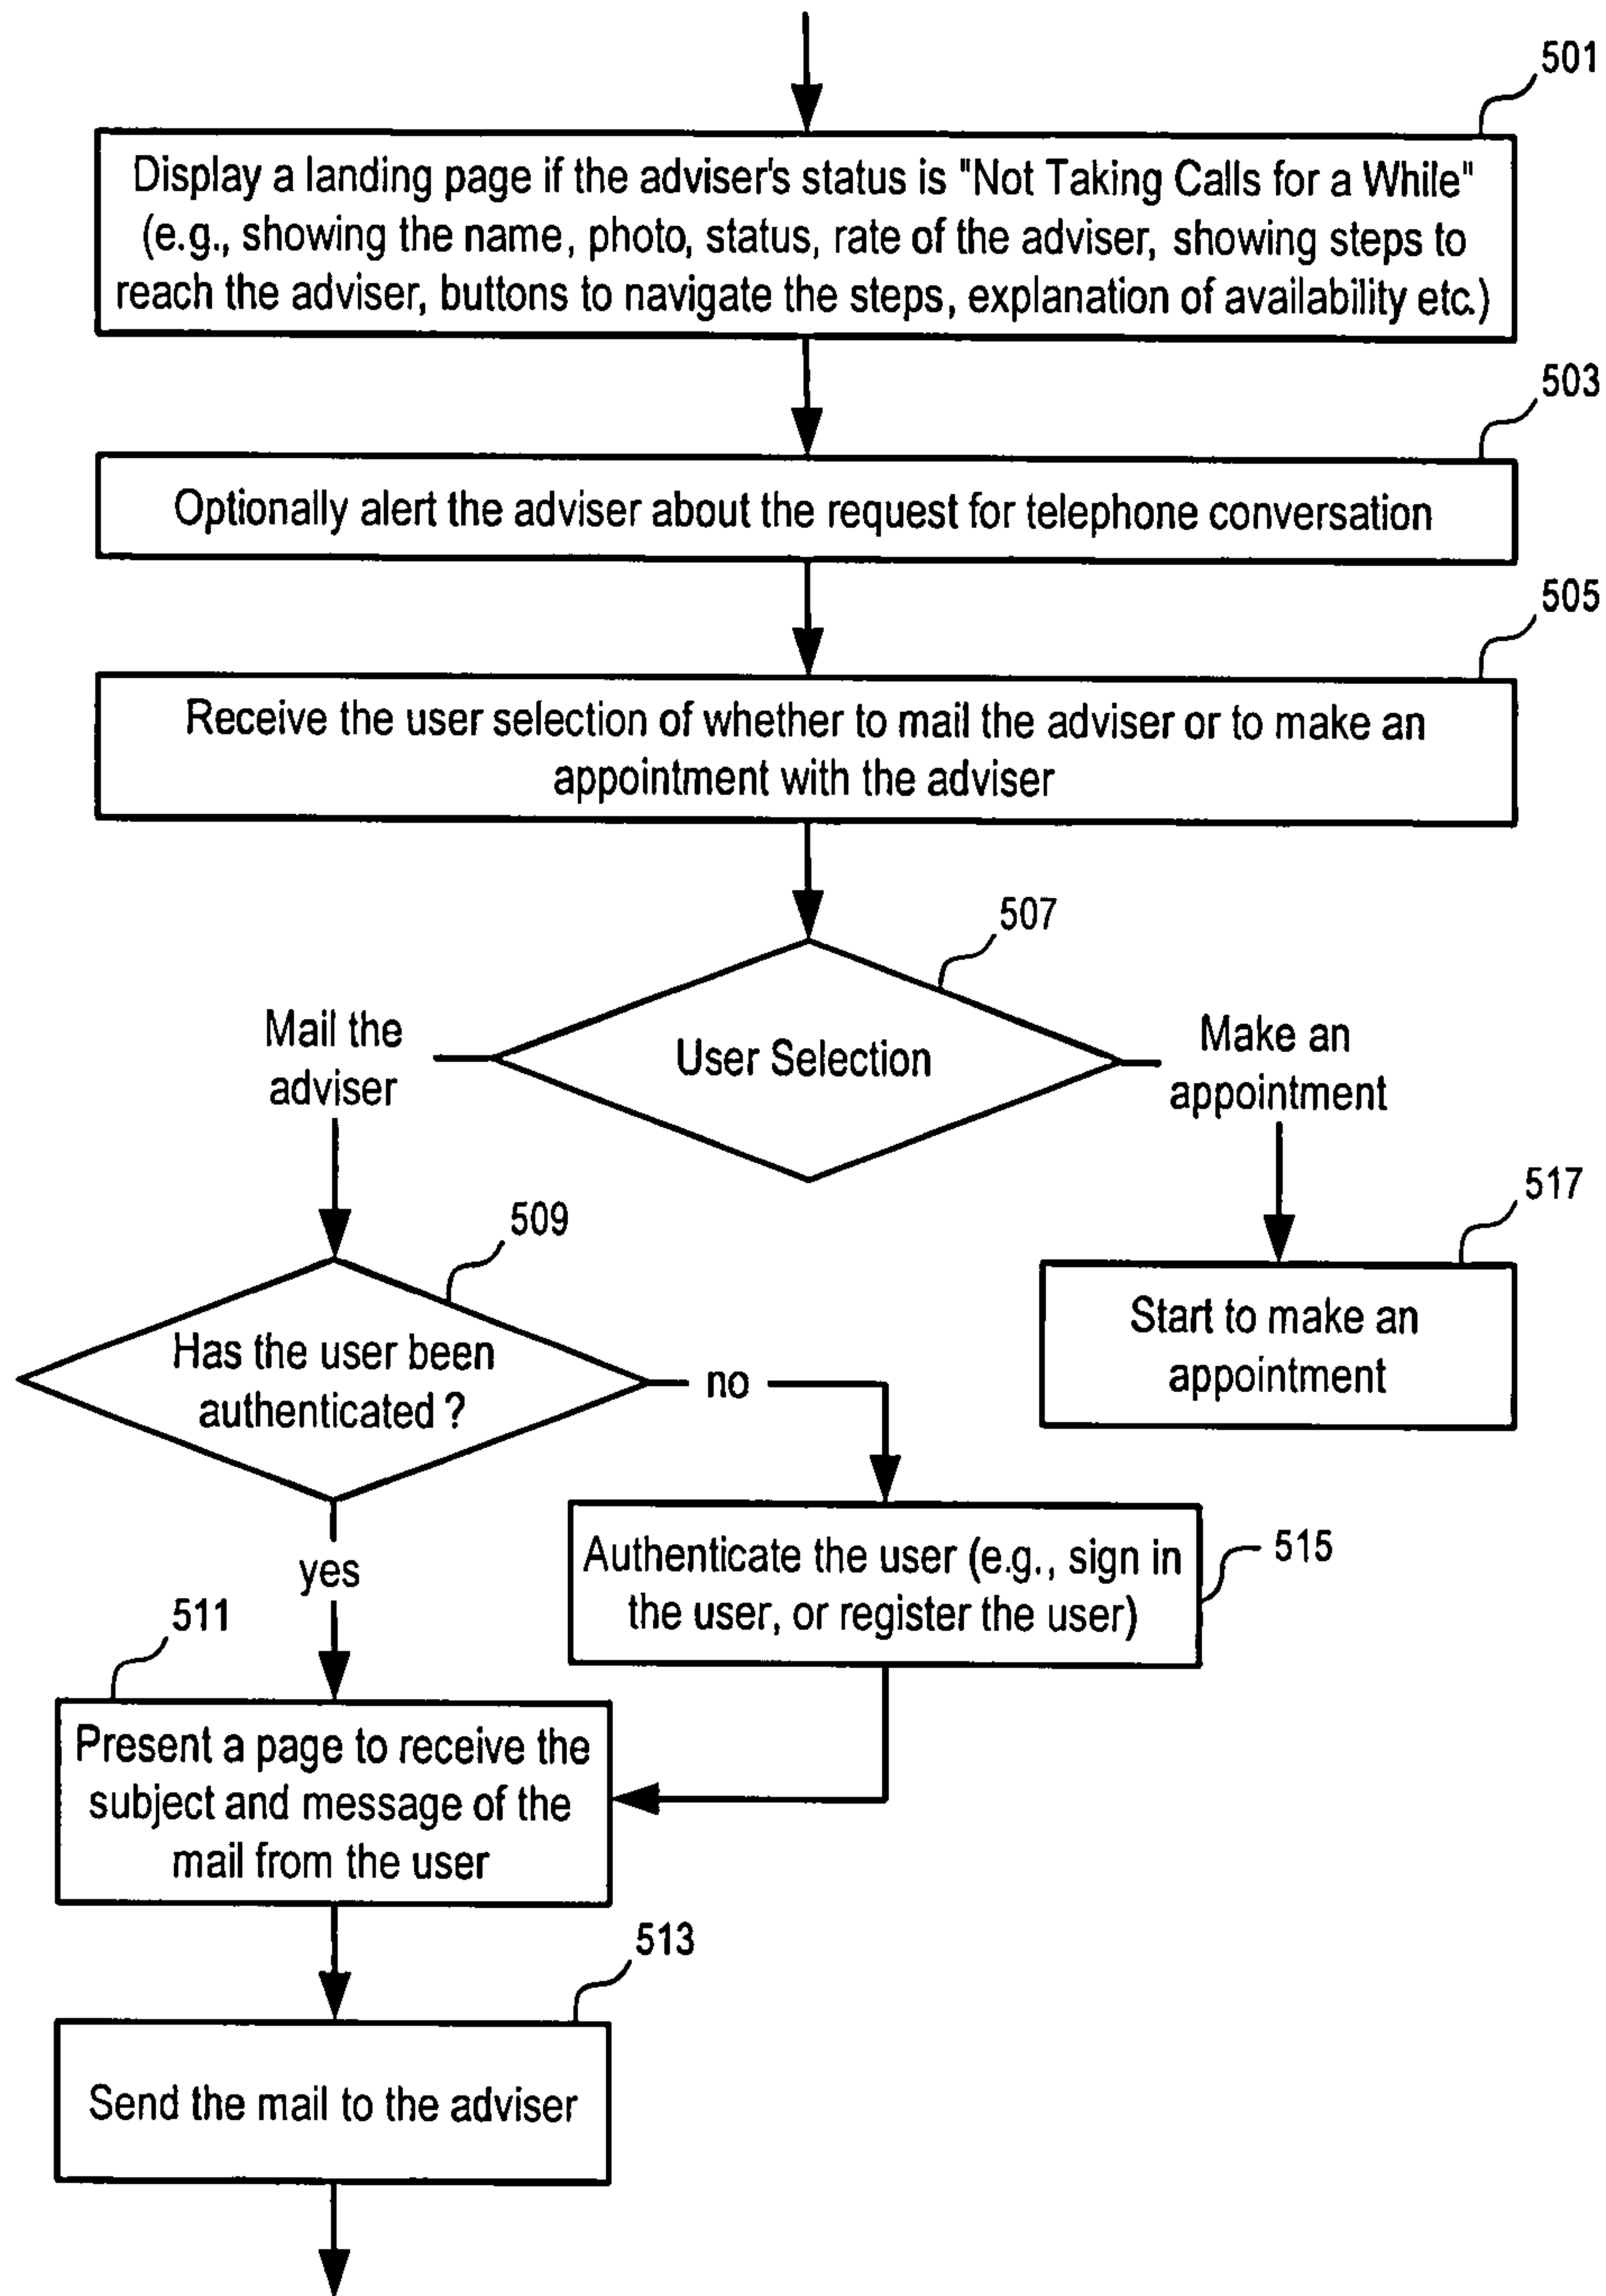 501
Display a landing page if the adviser's status is "Not Taking Calls for a While"
(e.g., showing the name, photo, status, rate of the adviser, showing steps to
reach the adviser, buttons to navigate the steps, explanation of availability etc.)
503
Optionally alert the adviser about the request for telephone conversation
505
Receive the user selection of whether to mail the adviser or to make an
appointment with the adviser
507
User Selection
Mail the
adviser
Make an
appointment
509
Has the user been
authenticated ?
no
yes
517
Start to make an
appointment
515
Authenticate the user (e.g., sign in
the user, or register the user)
511
Present a page to receive the
subject and message of the
mail from the user
513
Send the mail to the adviser